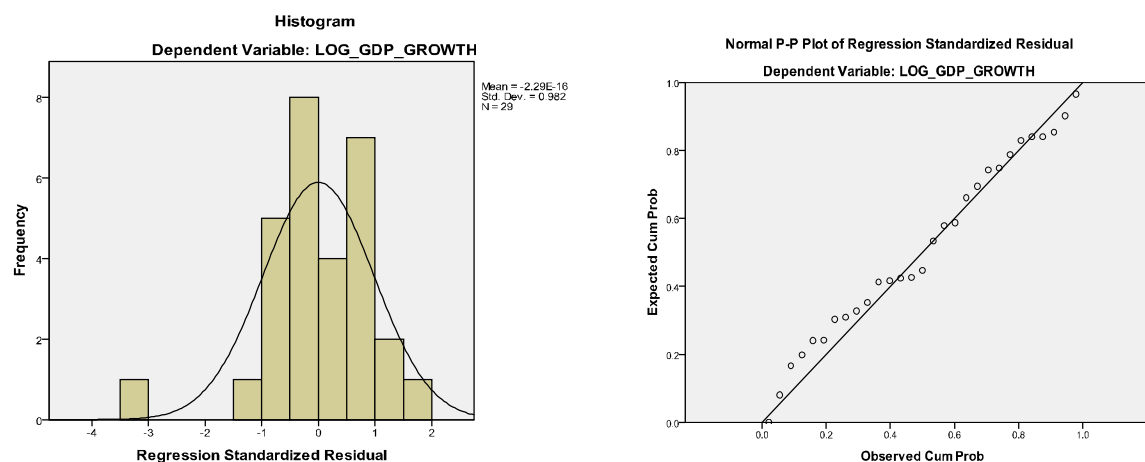 Histogram
Dependent Variable: LOG_GDP_GROWTH
Mean = -2.29E-16
Std. Dev. = 0.982
N = 29
8
6
4
2
0
Frequency
-4 -3 -2 -1 0 1 2
Regression Standardized Residual
Normal P-P Plot of Regression Standardized Residual
Dependent Variable: LOG_GDP_GROWTH
1.0
0.8
0.6
0.4
0.2
0.0
Expected Cum Prob
0.0 0.2 0.4 0.6 0.8 1.0
Observed Cum Prob